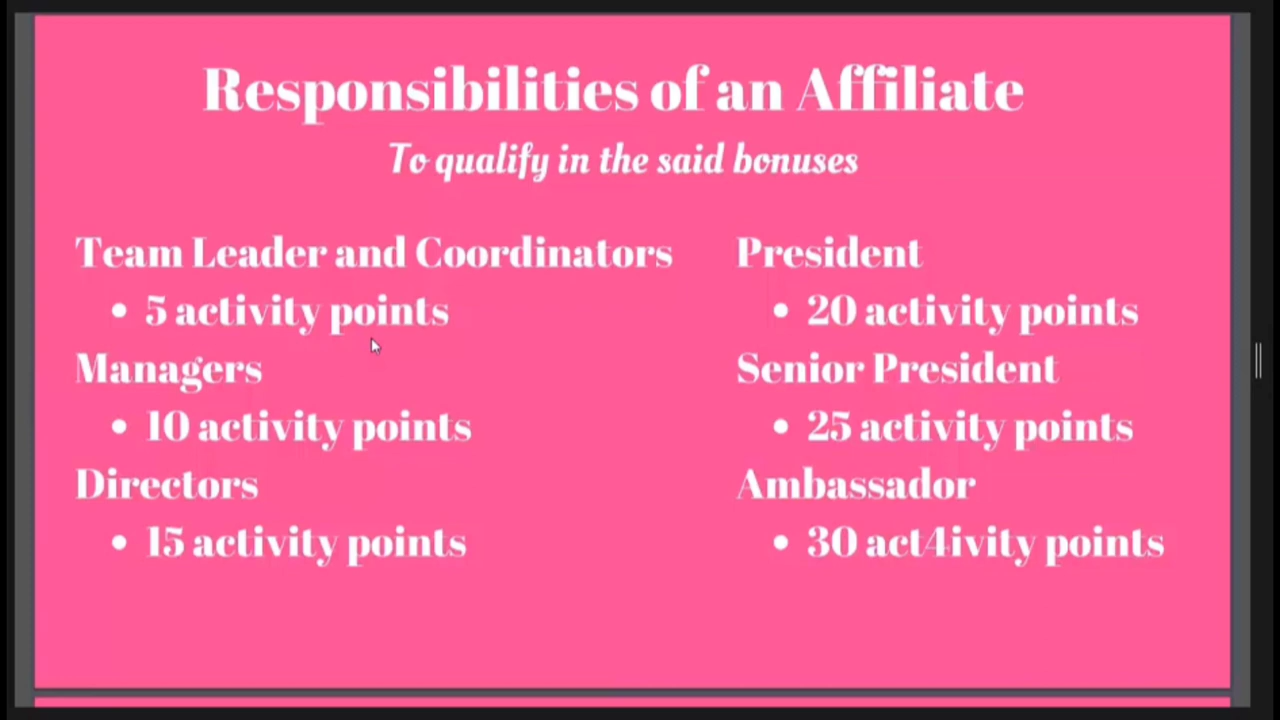 Responsibilities of an Affiliate
To qualify in the said bonuses
Team Leader and Coordinators
• 5 activity points
Managers
• 10 activity points
Directors
• 15 activity points
President
• 20 activity points
Senior President
• 25 activity points
Ambassador
• 30 act4ivity points